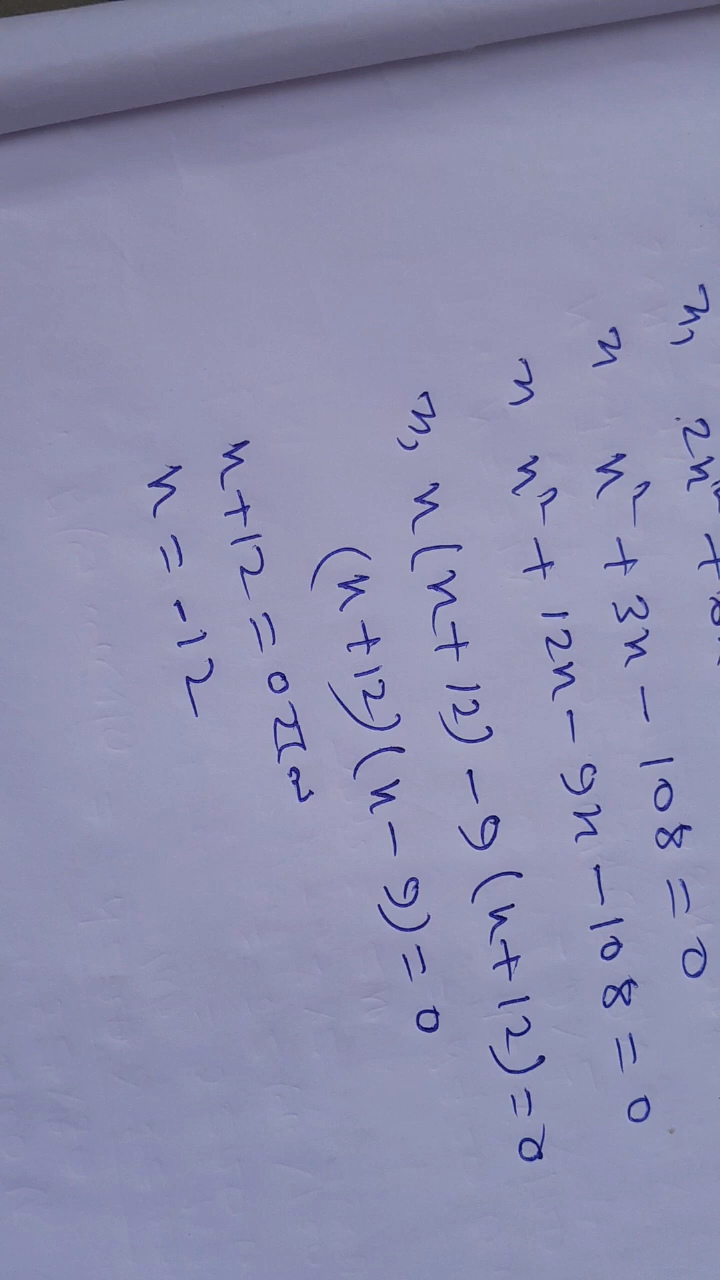 বা, 2x² +
বা x² + 3x - 108 = 0
বা x² + 12x - 9x - 108 = 0
বা, x(x+12) - 9(x+12) = 0
(x+12)(x-9) = 0
x+12 = 0
x = -12